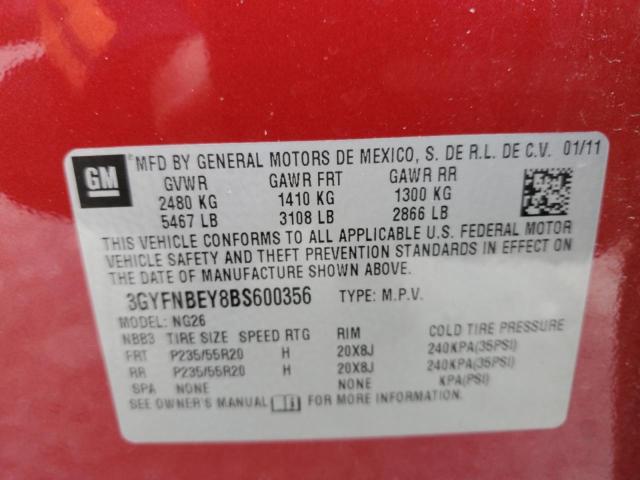 GM
MFD BY GENERAL MOTORS DE MEXICO, S. DE R.L. DE C.V. 01/11
GVWR GAWR FRT GAWR RR
2480 KG 1410 KG 1300 KG
5467 LB 3108 LB 2866 LB
THIS VEHICLE CONFORMS TO ALL APPLICABLE U.S. FEDERAL MOTOR
VEHICLE SAFETY AND THEFT PREVENTION STANDARDS IN EFFECT ON
THE DATE OF MANUFACTURE SHOWN ABOVE.
3GYFNBEY8BS600356 TYPE: M.P.V.
MODEL: NG26
NBB3 TIRE SIZE SPEED RTG RIM COLD TIRE PRESSURE
FRT P235/55R20 H 20X8J 240KPA(35PSI)
RR P235/55R20 H 20X8J 240KPA(35PSI)
SPA NONE NONE KPA(PSI)
SEE OWNER'S MANUAL FOR MORE INFORMATION.